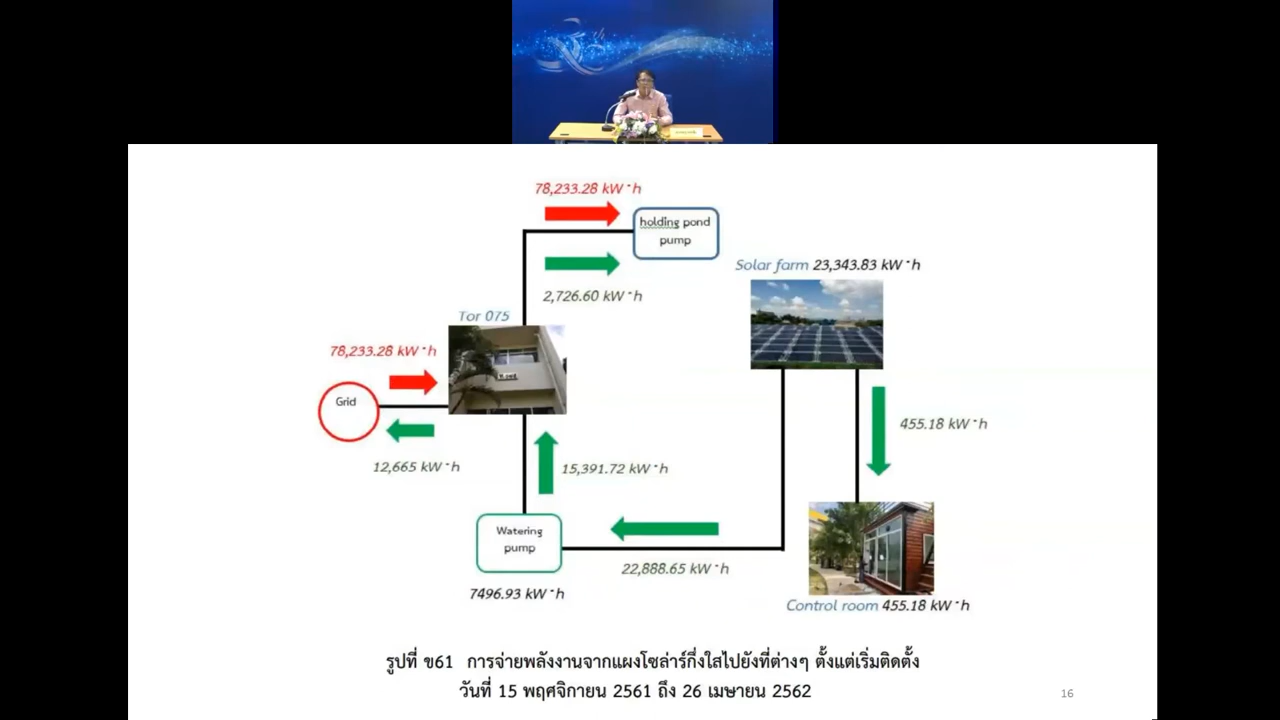 78,233.28 kW·h
holding pond
pump
Solar farm 23,343.83 kW·h
2,726.60 kW·h
Tor 075
78,233.28 kW·h
Grid
455.18 kW·h
12,665 kW·h
15,391.72 kW·h
Watering
pump
22,888.65 kW·h
7496.93 kW·h
Control room 455.18 kW·h
รูปที่ ข61 การจ่ายพลังงานจากแผงโซล่าร์กึ่งใสไปยังที่ต่างๆ ตั้งแต่เริ่มติดตั้ง
วันที่ 15 พฤศจิกายน 2561 ถึง 26 เมษายน 2562
16